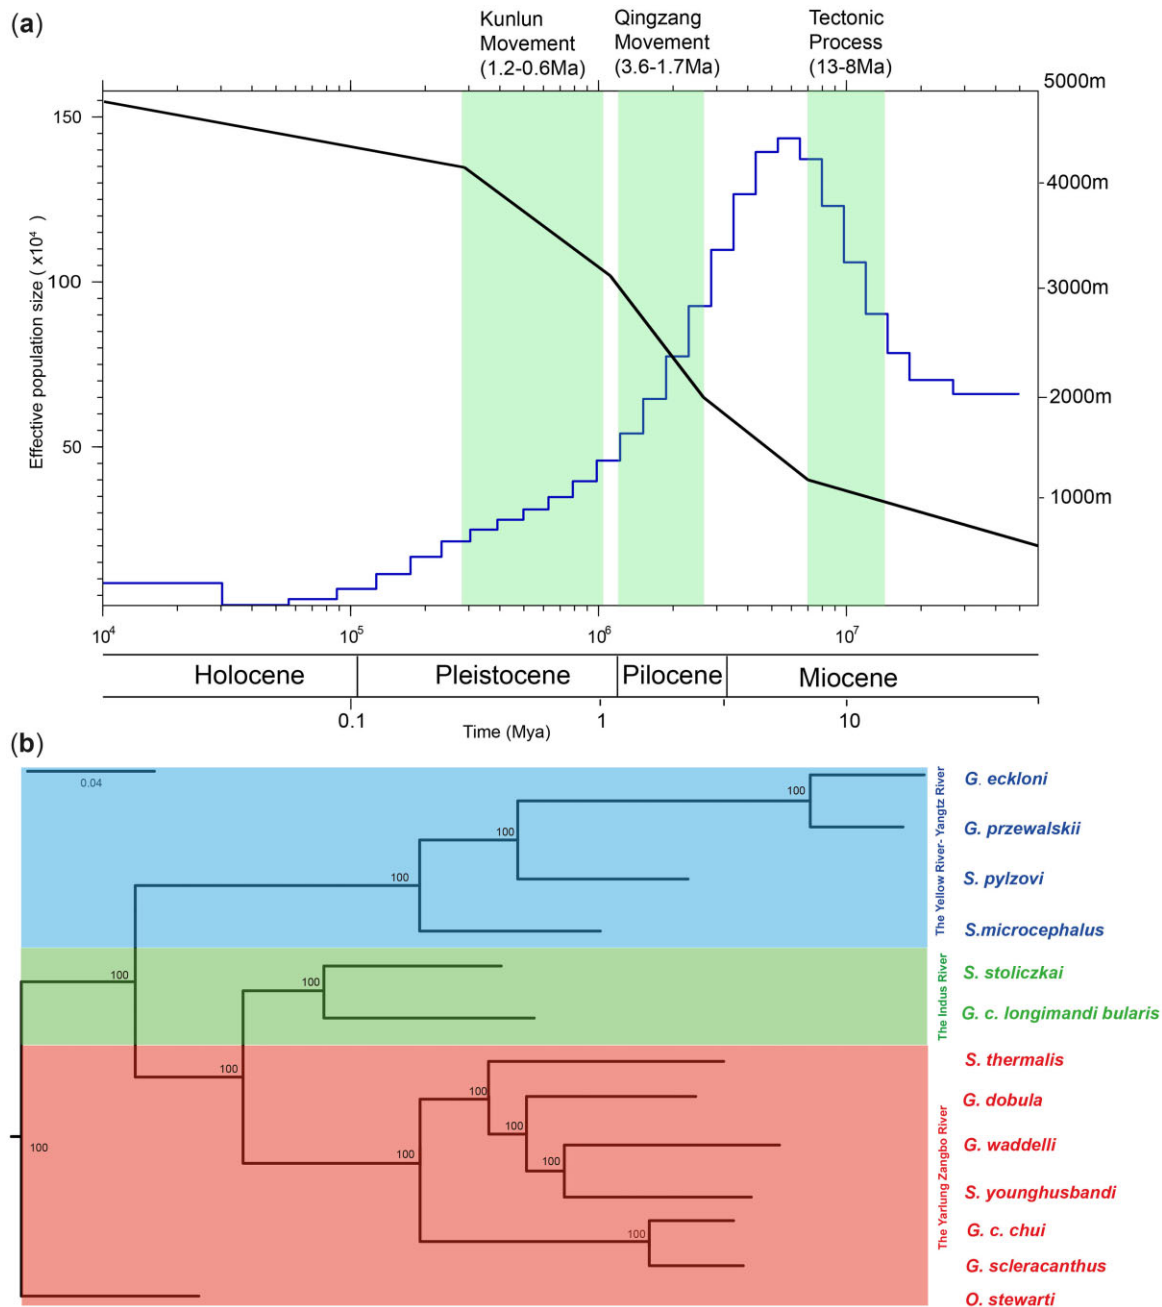 (a)
Kunlun
Movement
(1.2-0.6Ma)
Qingzang
Movement
(3.6-1.7Ma)
Tectonic
Process
(13-8Ma)
5000m
4000m
3000m
2000m
1000m
Effective population size ( x10⁴ )
150
100
50
10⁴
10⁵
10⁶
10⁷
Holocene
Pleistocene
Pilocene
Miocene
0.1
1
10
Time (Mya)
(b)
0.04
100
100
100
100
100
100
100
100
100
100
100
100
The Yellow River- Yangtz River
The Indus River
The Yarlung Zangbo River
G. eckloni
G. przewalskii
S. pylzovi
S.microcephalus
S. stoliczkai
G. c. longimandi bularis
S. thermalis
G. dobula
G. waddelli
S. younghusbandi
G. c. chui
G. scleracanthus
O. stewarti